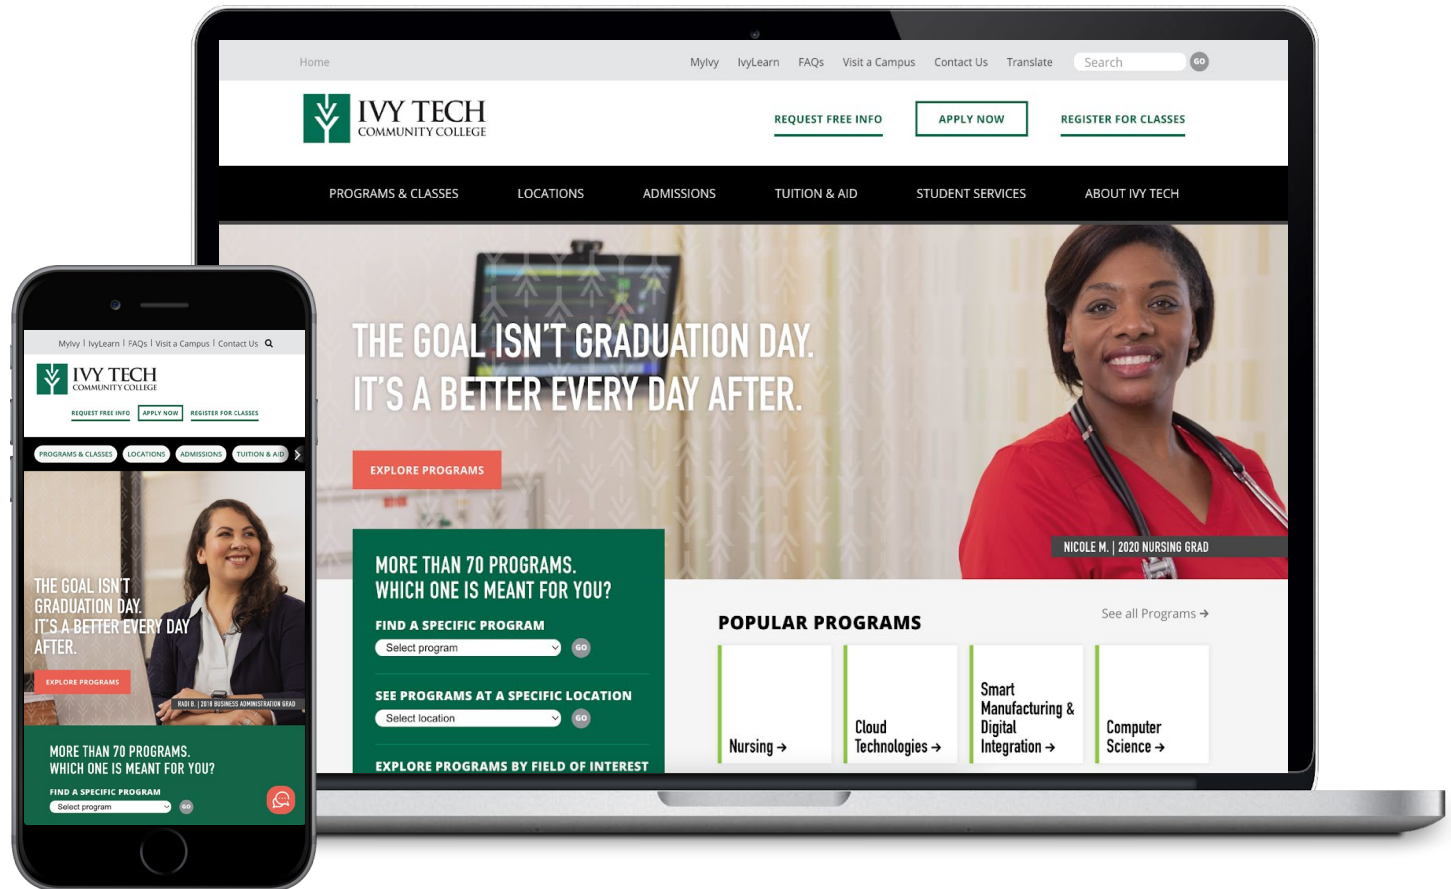 Home
MyIvy IvyLearn FAQs Visit a Campus Contact Us Translate Search GO
IVY TECH
COMMUNITY COLLEGE
REQUEST FREE INFO APPLY NOW REGISTER FOR CLASSES
PROGRAMS & CLASSES LOCATIONS ADMISSIONS TUITION & AID STUDENT SERVICES ABOUT IVY TECH
THE GOAL ISN'T GRADUATION DAY.
IT'S A BETTER EVERY DAY AFTER.
EXPLORE PROGRAMS
NICOLE M. | 2020 NURSING GRAD
MORE THAN 70 PROGRAMS.
WHICH ONE IS MEANT FOR YOU?
FIND A SPECIFIC PROGRAM
Select program GO
SEE PROGRAMS AT A SPECIFIC LOCATION
Select location GO
EXPLORE PROGRAMS BY FIELD OF INTEREST
POPULAR PROGRAMS
See all Programs →
Nursing →
Cloud
Technologies →
Smart
Manufacturing &
Digital
Integration →
Computer
Science →
MyIvy | IvyLearn | FAQs | Visit a Campus | Contact Us
IVY TECH
COMMUNITY COLLEGE
REQUEST FREE INFO APPLY NOW REGISTER FOR CLASSES
PROGRAMS & CLASSES LOCATIONS ADMISSIONS TUITION & AID
THE GOAL ISN'T
GRADUATION DAY.
IT'S A BETTER EVERY DAY
AFTER.
EXPLORE PROGRAMS
RADI B. | 2018 BUSINESS ADMINISTRATION GRAD
MORE THAN 70 PROGRAMS.
WHICH ONE IS MEANT FOR YOU?
FIND A SPECIFIC PROGRAM
Select program GO